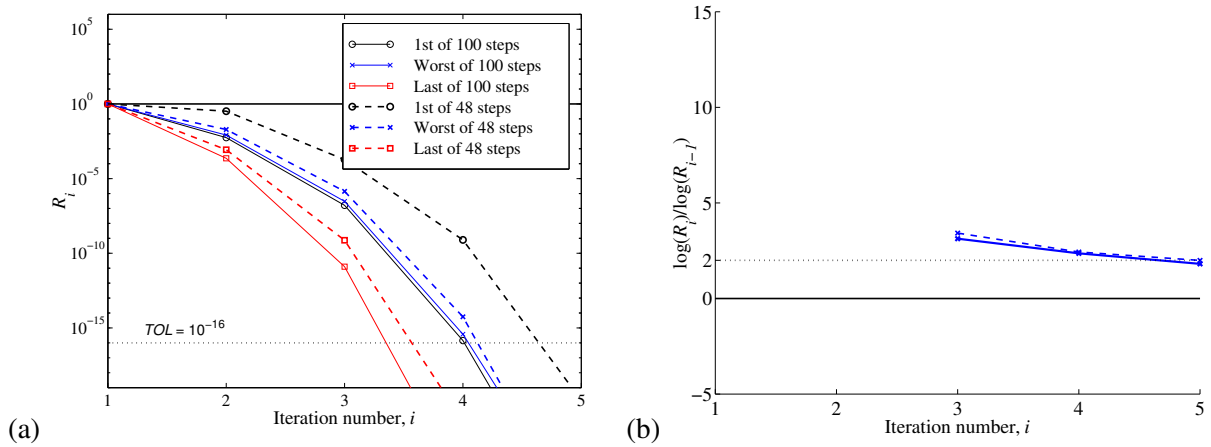 10^5
10^0
10^-5
10^-10
10^-15
R_i
1st of 100 steps
Worst of 100 steps
Last of 100 steps
1st of 48 steps
Worst of 48 steps
Last of 48 steps
TOL = 10^-16
1 2 3 4 5
Iteration number, i
(a)
15
10
5
2
0
−5
log(R_i)/log(R_{i−1})
1 2 3 4 5
Iteration number, i
(b)